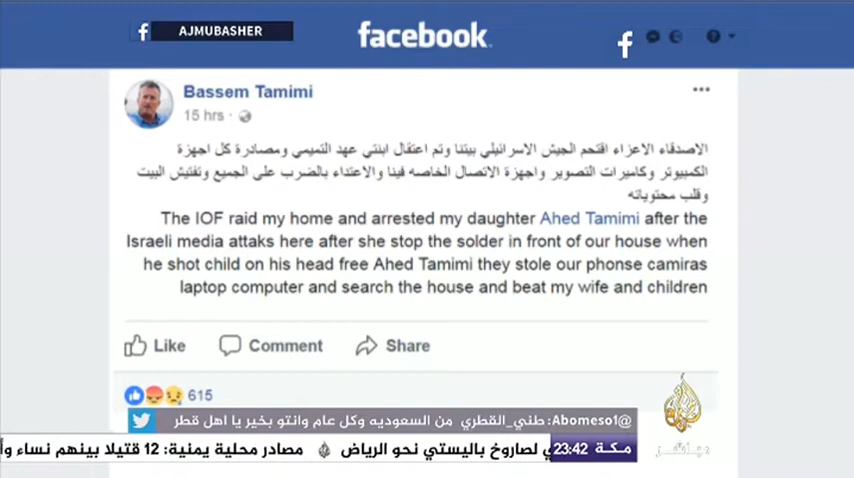 AJMUBASHER
facebook
Bassem Tamimi
15 hrs
الاصدقاء الاعزاء اقتحم الجيش الاسرائيلي بيتنا وتم اعتقال ابنتي عهد التميمي ومصادرة كل اجهزة
الكمبيوتر وكاميرات التصوير واجهزة الاتصال الخاصه فينا والاعتداء بالضرب على الجميع وتفتيش البيت
وقلب محتوياته
The IOF raid my home and arrested my daughter Ahed Tamimi after the
Israeli media attaks here after she stop the solder in front of our house when
he shot child on his head free Ahed Tamimi they stole our phonse camiras
laptop computer and search the house and beat my wife and children
Like Comment Share
615
@Abomeso1: طني_القطري من السعوديه وكل عام وانتو بخير يا اهل قطر
مباشر
مكة 23:42
ي لصاروخ باليستي نحو الرياض
مصادر محلية يمنية: 12 قتيلا بينهم نساء وأ